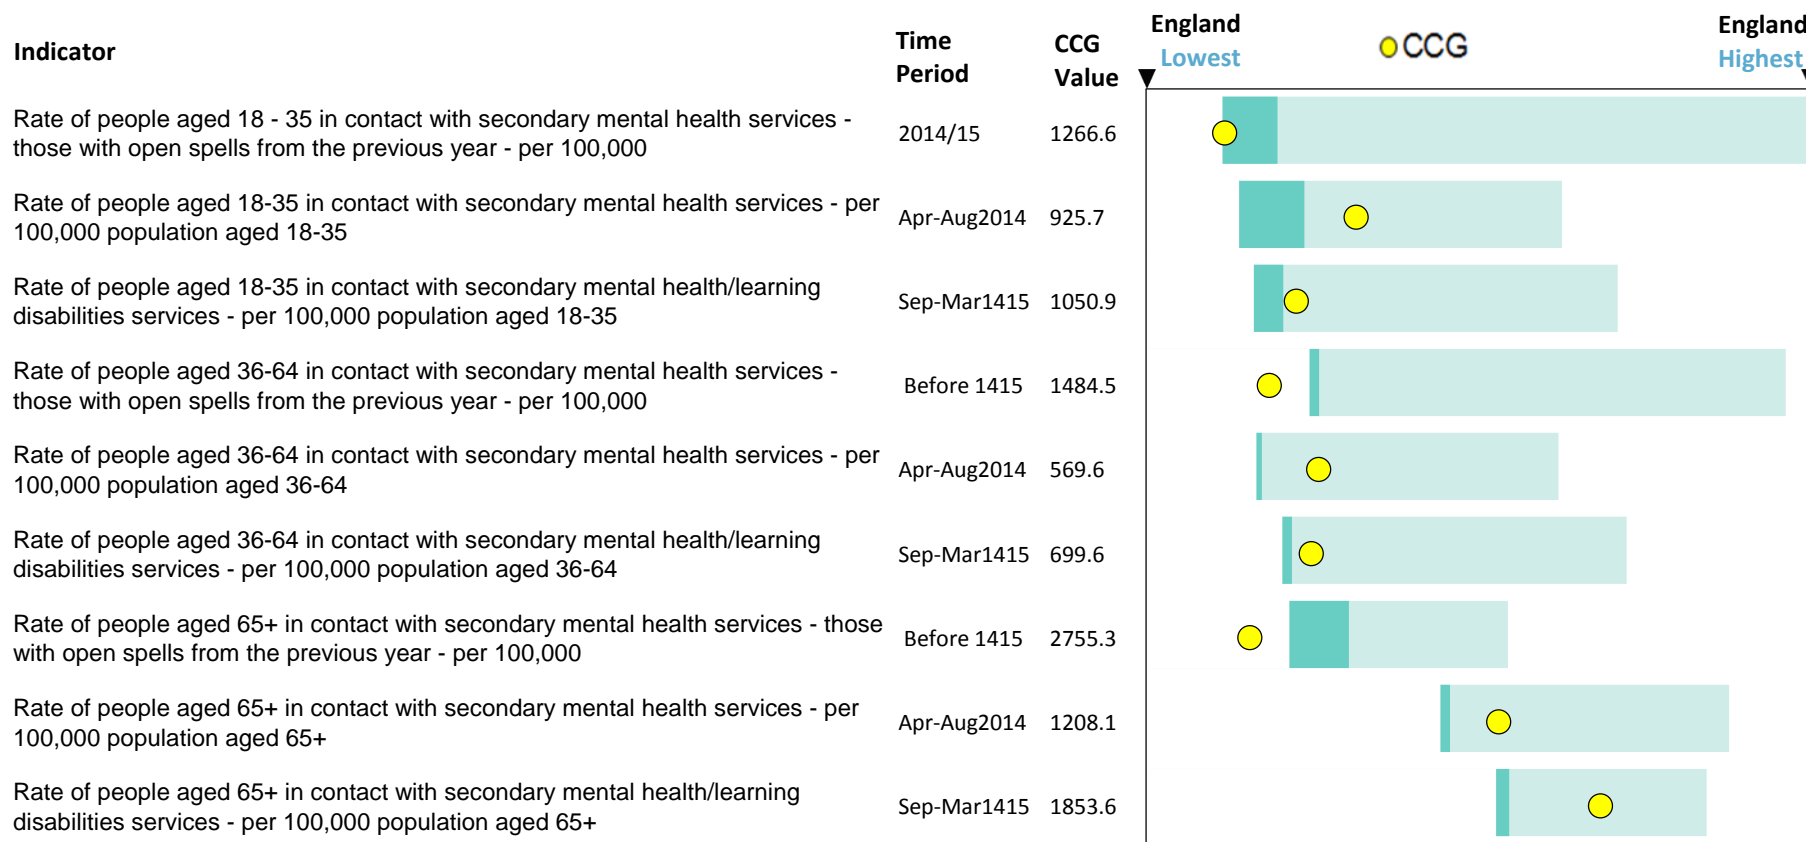 Indicator
Time
Period
CCG
Value
England
Lowest
CCG
England
Highest
Rate of people aged 18 - 35 in contact with secondary mental health services -
those with open spells from the previous year - per 100,000
2014/15
1266.6
Rate of people aged 18-35 in contact with secondary mental health services - per
100,000 population aged 18-35
Apr-Aug2014
925.7
Rate of people aged 18-35 in contact with secondary mental health/learning
disabilities services - per 100,000 population aged 18-35
Sep-Mar1415
1050.9
Rate of people aged 36-64 in contact with secondary mental health services -
those with open spells from the previous year - per 100,000
Before 1415
1484.5
Rate of people aged 36-64 in contact with secondary mental health services - per
100,000 population aged 36-64
Apr-Aug2014
569.6
Rate of people aged 36-64 in contact with secondary mental health/learning
disabilities services - per 100,000 population aged 36-64
Sep-Mar1415
699.6
Rate of people aged 65+ in contact with secondary mental health services - those
with open spells from the previous year - per 100,000
Before 1415
2755.3
Rate of people aged 65+ in contact with secondary mental health services - per
100,000 population aged 65+
Apr-Aug2014
1208.1
Rate of people aged 65+ in contact with secondary mental health/learning
disabilities services - per 100,000 population aged 65+
Sep-Mar1415
1853.6